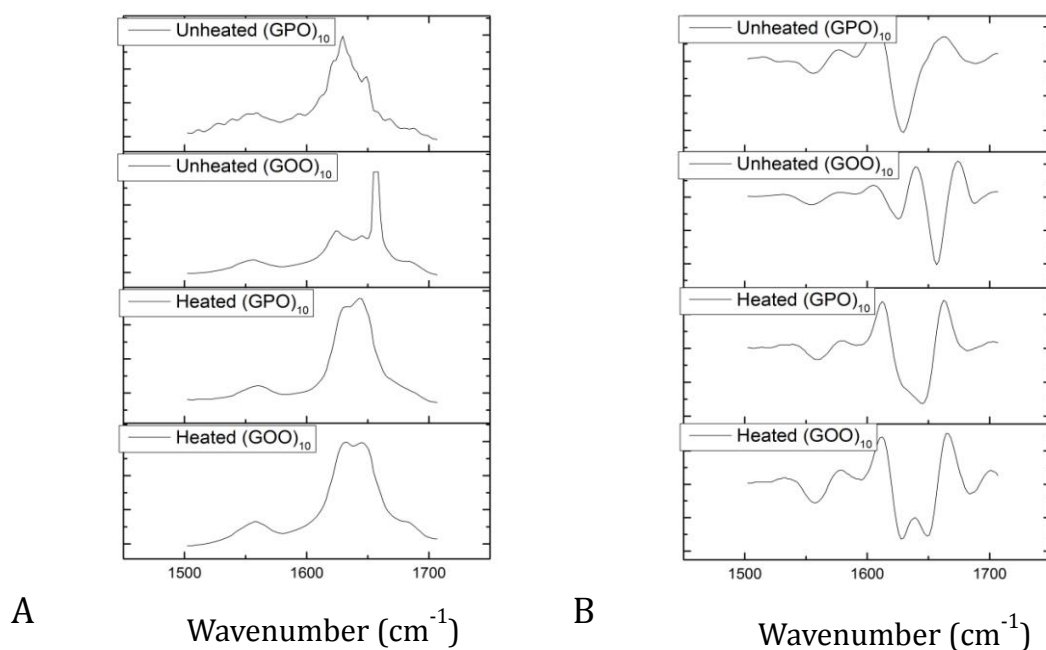 Unheated (GPO)₁₀
Unheated (GOO)₁₀
Heated (GPO)₁₀
Heated (GOO)₁₀
1500 1600 1700
A
Wavenumber (cm⁻¹)
Unheated (GPO)₁₀
Unheated (GOO)₁₀
Heated (GPO)₁₀
Heated (GOO)₁₀
1500 1600 1700
B
Wavenumber (cm⁻¹)